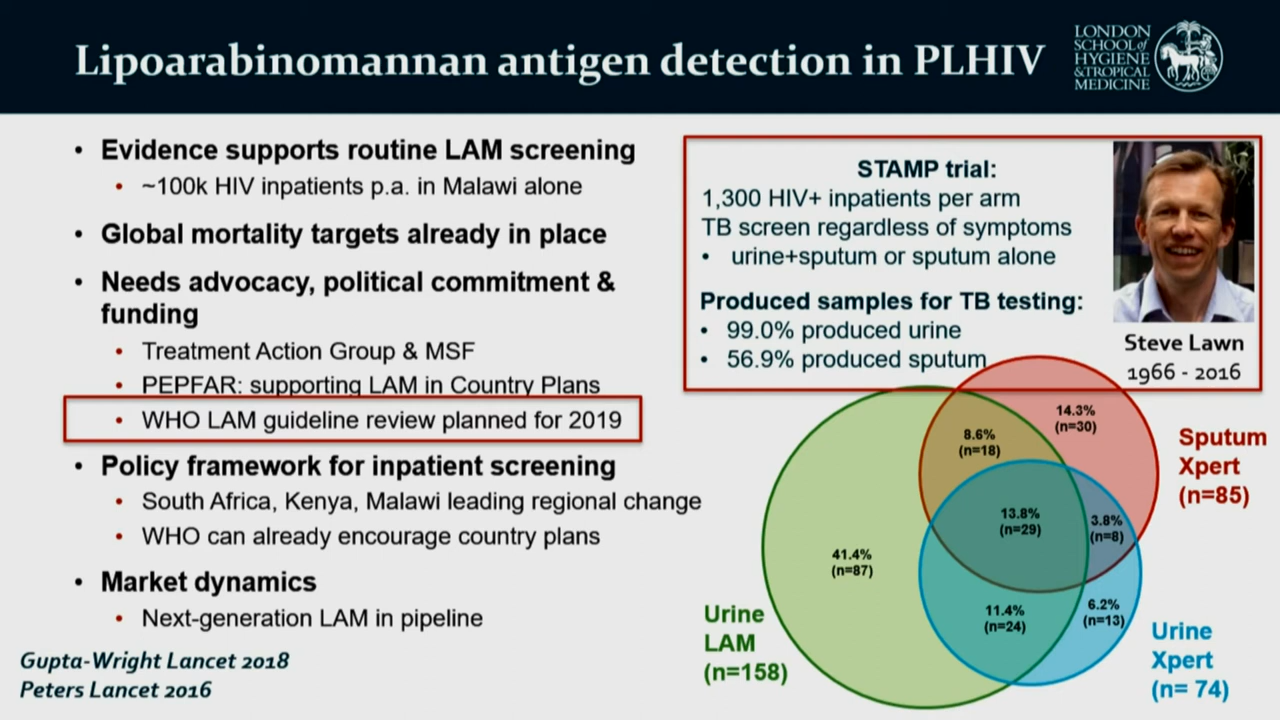 Lipoarabinomannan antigen detection in PLHIV
LONDON
SCHOOL of
HYGIENE
&TROPICAL
MEDICINE
• Evidence supports routine LAM screening
• ~100k HIV inpatients p.a. in Malawi alone
• Global mortality targets already in place
• Needs advocacy, political commitment &
funding
• Treatment Action Group & MSF
• PEPFAR: supporting LAM in Country Plans
• WHO LAM guideline review planned for 2019
• Policy framework for inpatient screening
• South Africa, Kenya, Malawi leading regional change
• WHO can already encourage country plans
• Market dynamics
• Next-generation LAM in pipeline
Gupta-Wright Lancet 2018
Peters Lancet 2016
STAMP trial:
1,300 HIV+ inpatients per arm
TB screen regardless of symptoms
• urine+sputum or sputum alone
Produced samples for TB testing:
• 99.0% produced urine
• 56.9% produced sputum
Steve Lawn
1966 - 2016
14.3%
(n=30)
8.6%
(n=18)
Sputum
Xpert
(n=85)
13.8%
(n=29)
3.8%
(n=8)
41.4%
(n=87)
11.4%
(n=24)
6.2%
(n=13)
Urine
LAM
(n=158)
Urine
Xpert
(n= 74)